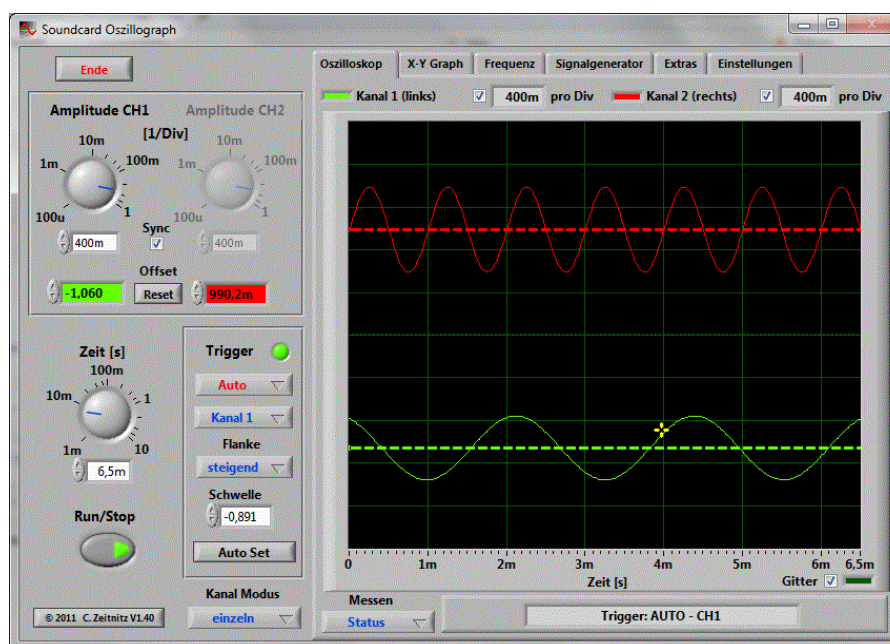 Soundcard Oszillograph
Ende
Amplitude CH1 Amplitude CH2
[1/Div]
10m 10m
1m 100m 1m 100m
100u 1 100u 1
Sync
400m 400m
Offset
-1,060 Reset 990,2m
Zeit [s]
100m
10m 1
1m 10
6,5m
Run/Stop
© 2011 C. Zeitnitz V1.40
Trigger
Auto
Kanal 1
Flanke
steigend
Schwelle
-0,891
Auto Set
Kanal Modus
einzeln
Oszilloskop X-Y Graph Frequenz Signalgenerator Extras Einstellungen
Kanal 1 (links) 400m pro Div Kanal 2 (rechts) 400m pro Div
0 1m 2m 3m 4m 5m 6m 6,5m
Zeit [s] Gitter
Messen
Status
Trigger: AUTO - CH1